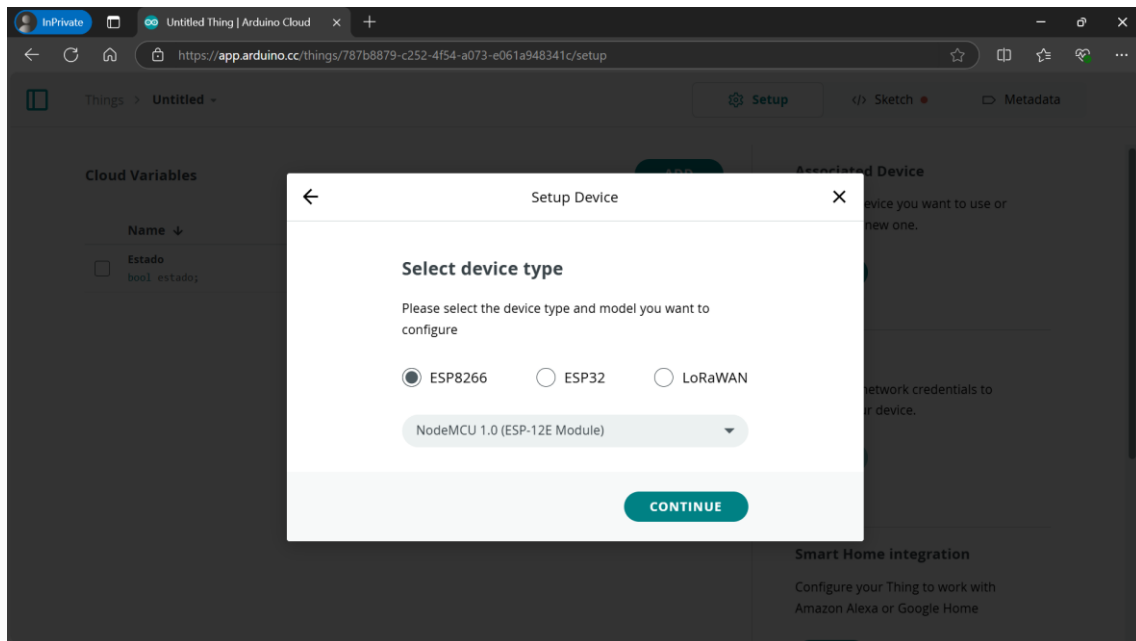 InPrivate
Untitled Thing | Arduino Cloud
https://app.arduino.cc/things/787b8879-c252-4f54-a073-e061a948341c/setup
Things > Untitled
Setup
</> Sketch
Metadata
Cloud Variables
ADD
Associated Device
evice you want to use or
new one.
Name
Estado
bool estado;
Setup Device
Select device type
Please select the device type and model you want to
configure
ESP8266 ESP32 LoRaWAN
NodeMCU 1.0 (ESP-12E Module)
CONTINUE
etwork credentials to
r device.
Smart Home integration
Configure your Thing to work with
Amazon Alexa or Google Home